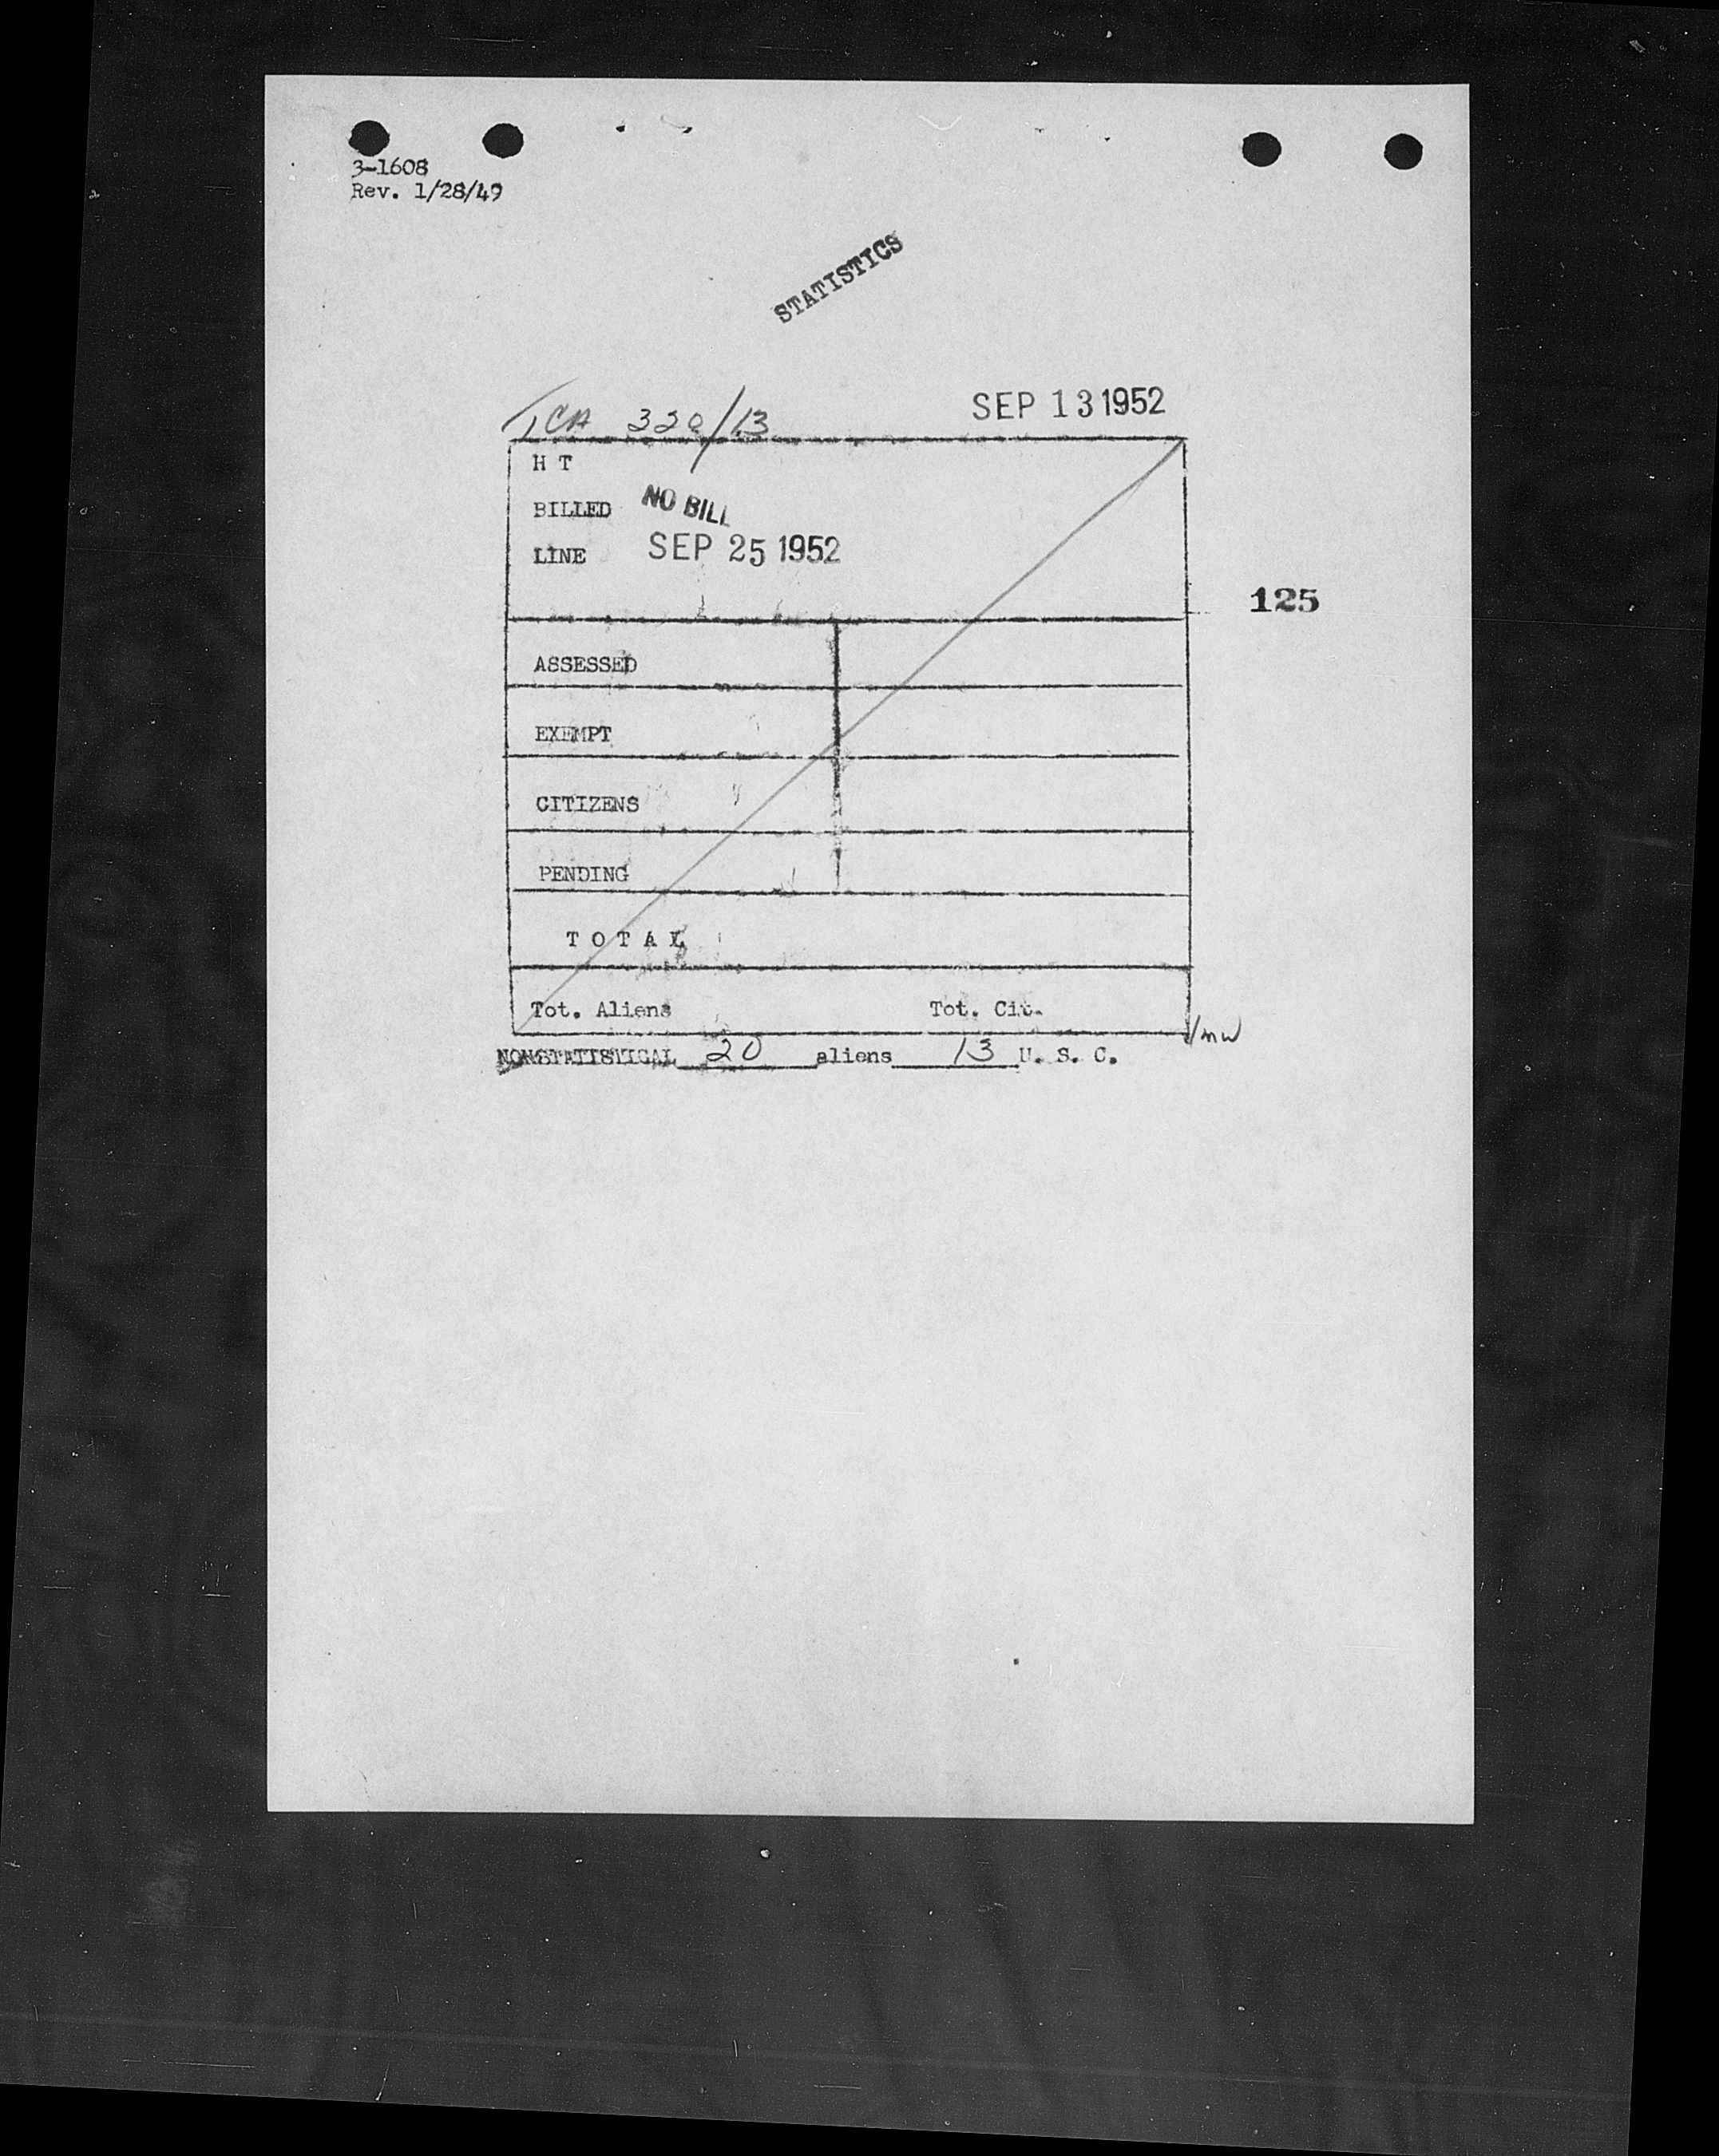 3-1608
Rev. 1/28/49
STATISTICS
TCA 320/13 SEP 13 1952
H T
BILLED NO BILL
LINE SEP 25 1952
125
ASSESSED
EXEMPT
CITIZENS
PENDING
T O T A L
Tot. Aliens Tot. Cit.
NONSTATISTICAL 20 aliens 13 U. S. C.